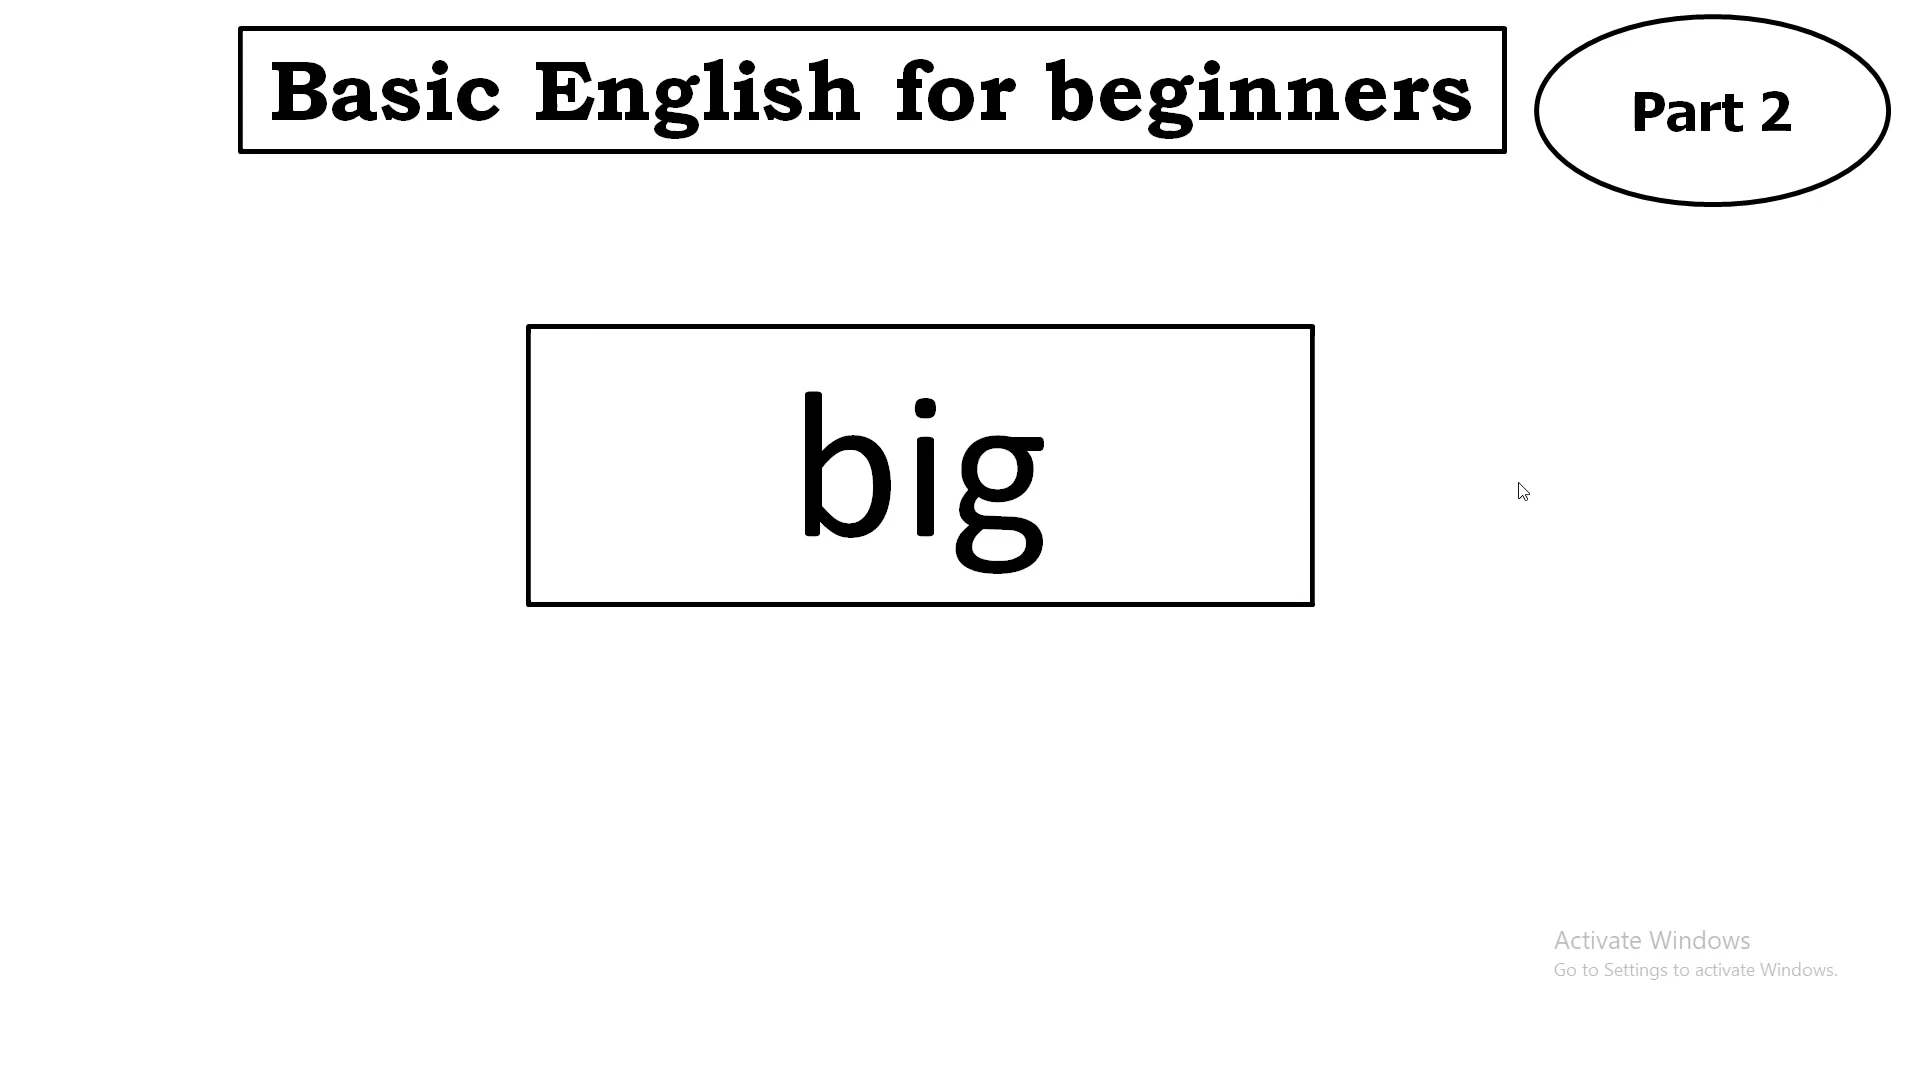 Basic English for beginners
Part 2
big
Activate Windows
Go to Settings to activate Windows.